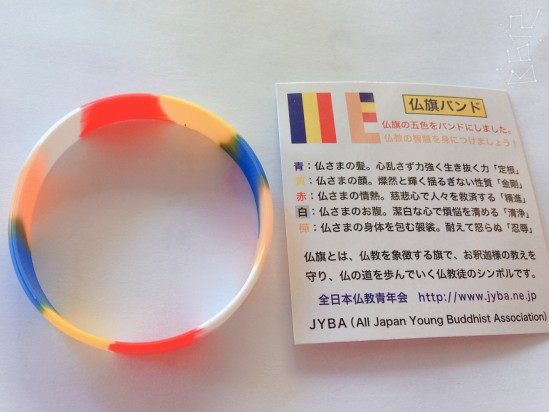 仏旗バンド
仏旗の五色をバンドにしました。
仏教の智慧を身につけましょう!
青:仏さまの髪。心乱さず力強く生き抜く力「定根」
黄:仏さまの顔。燦然と輝く揺るぎない性質「金剛」
赤:仏さまの情熱。慈悲心で人々を救済する「精進」
白:仏さまのお腹。潔白な心で煩悩を清める「清浄」
樺:仏さまの身体を包む袈裟。耐えて怒らぬ「忍辱」
仏旗とは、仏教を象徴する旗で、お釈迦様の教えを
守り、仏の道を歩んでいく仏教徒のシンボルです。
全日本仏教青年会 http://www.jyba.ne.jp
JYBA (All Japan Young Buddhist Association)